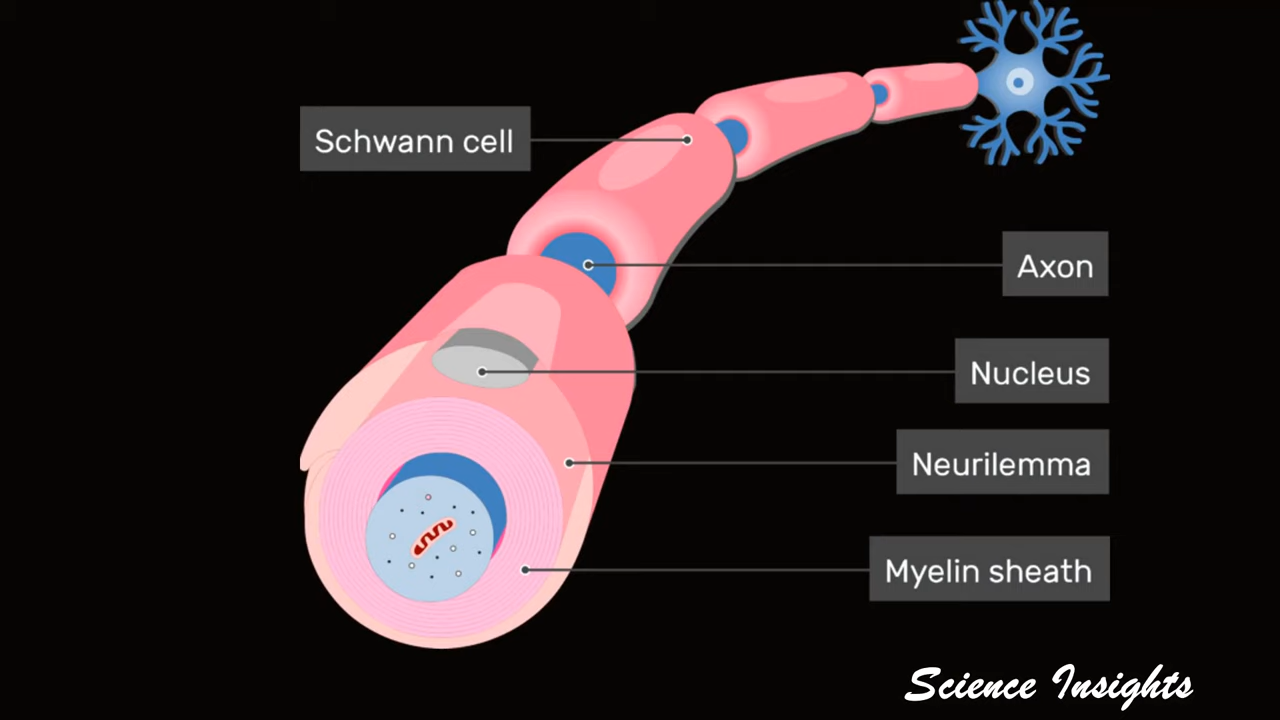 Schwann cell
Axon
Nucleus
Neurilemma
Myelin sheath
Science Insights